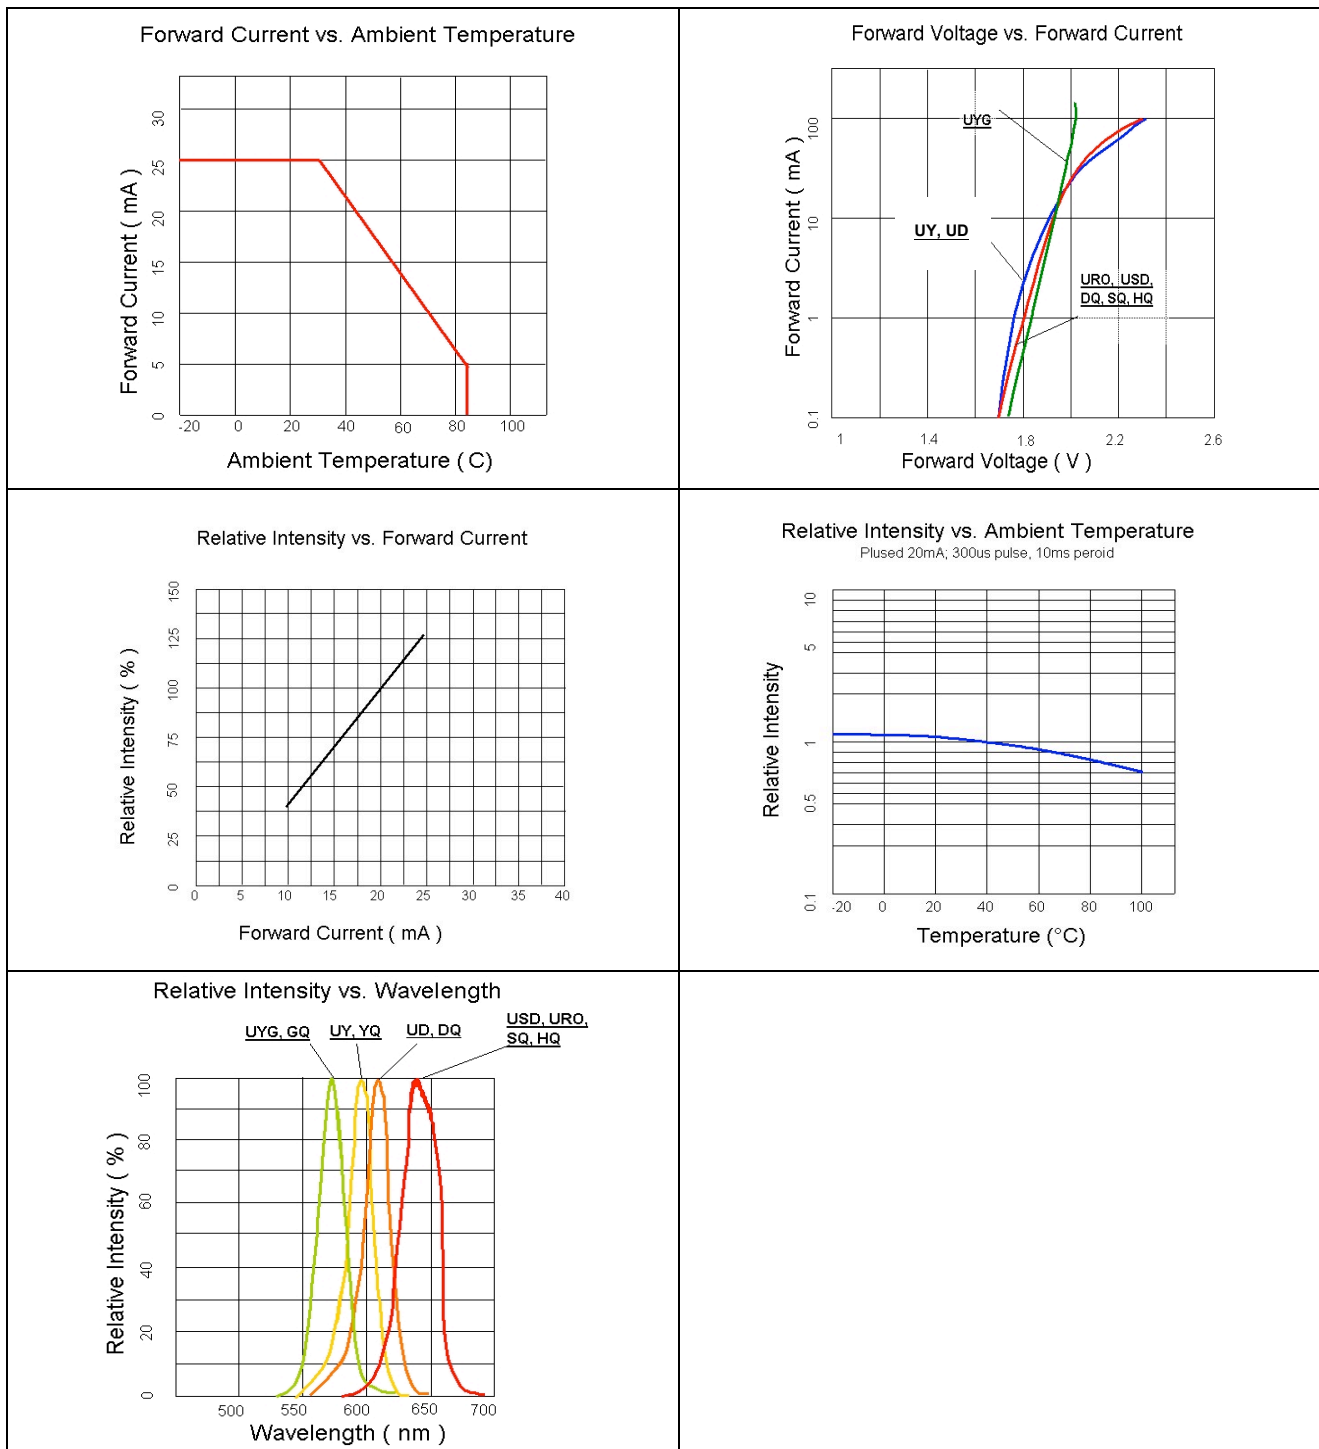 Forward Current vs. Ambient Temperature
Forward Current ( mA )
30
25
20
15
10
5
0
-20 0 20 40 60 80 100
Ambient Temperature ( C)
Forward Voltage vs. Forward Current
Forward Current ( mA )
100
10
1
0.1
UYG
UY, UD
URO, USD,
DQ, SQ, HQ
1 1.4 1.8 2.2 2.6
Forward Voltage ( V )
Relative Intensity vs. Forward Current
Relative Intensity ( % )
150
125
100
75
50
25
0
0 5 10 15 20 25 30 35 40
Forward Current ( mA )
Relative Intensity vs. Ambient Temperature
Plused 20mA; 300us pulse, 10ms peroid
Relative Intensity
10
5
1
0.5
0.1
-20 0 20 40 60 80 100
Temperature (°C)
Relative Intensity vs. Wavelength
UYG, GQ UY, YQ UD, DQ USD, URO,
SQ, HQ
Relative Intensity ( % )
100
80
60
40
20
0
500 550 600 650 700
Wavelength ( nm )